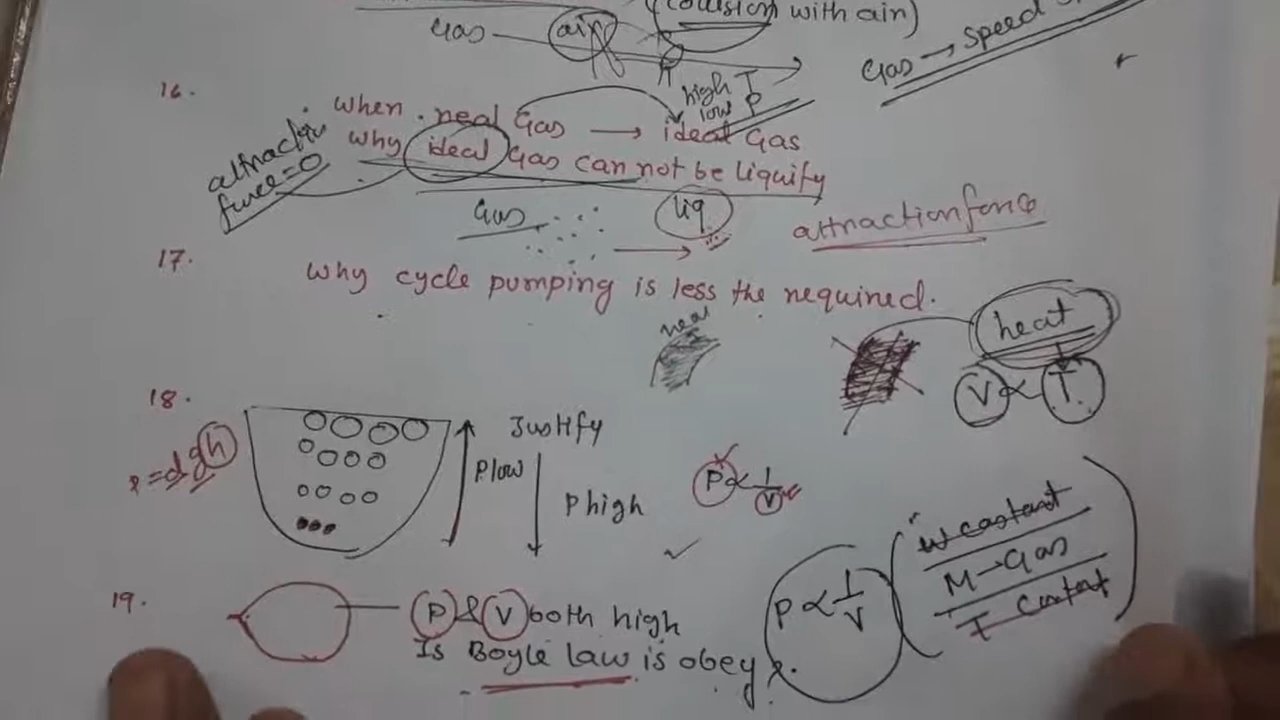 (collision with air)
Gas air
Gas → speed
high T
low P
16. When real Gas → ideal Gas
Why ideal Gas can not be liquify
attraction
force=0
Gas → liq
attraction force
17. Why cycle pumping is less the required.
heat
heat
V ∝ T
18. Justify
P=dgh
P low
P high
P ∝ 1/V
19. P & V both high
Is Boyle law is obey.
P ∝ 1/V
M→Gas
T